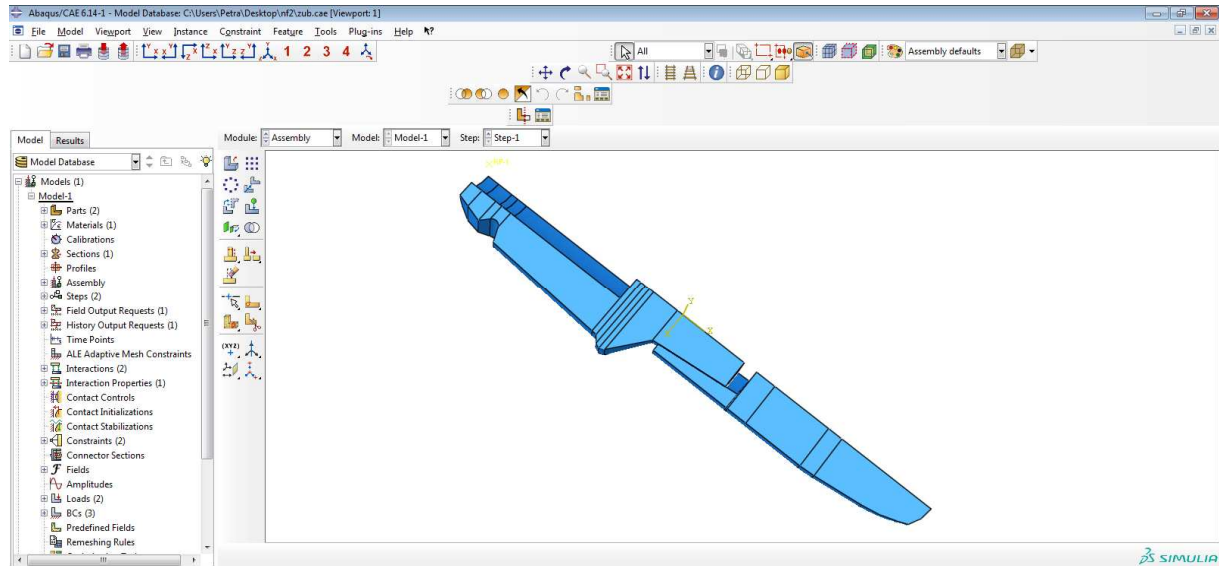 Abaqus/CAE 6.14-1 - Model Database: C:\Users\Petra\Desktop\nf2\zub.cae [Viewport: 1]
File Model Viewport View Instance Constraint Feature Tools Plug-ins Help
1 2 3 4 All Assembly defaults
Model Results Module: Assembly Model: Model-1 Step: Step-1
Model Database
Models (1)
Model-1
Parts (2)
Materials (1)
Calibrations
Sections (1)
Profiles
Assembly
Steps (2)
Field Output Requests (1)
History Output Requests (1)
Time Points
ALE Adaptive Mesh Constraints
Interactions (2)
Interaction Properties (1)
Contact Controls
Contact Initializations
Contact Stabilizations
Constraints (2)
Connector Sections
Fields
Amplitudes
Loads (2)
BCs (3)
Predefined Fields
Remeshing Rules
(XYZ)
Y
X
SIMULIA